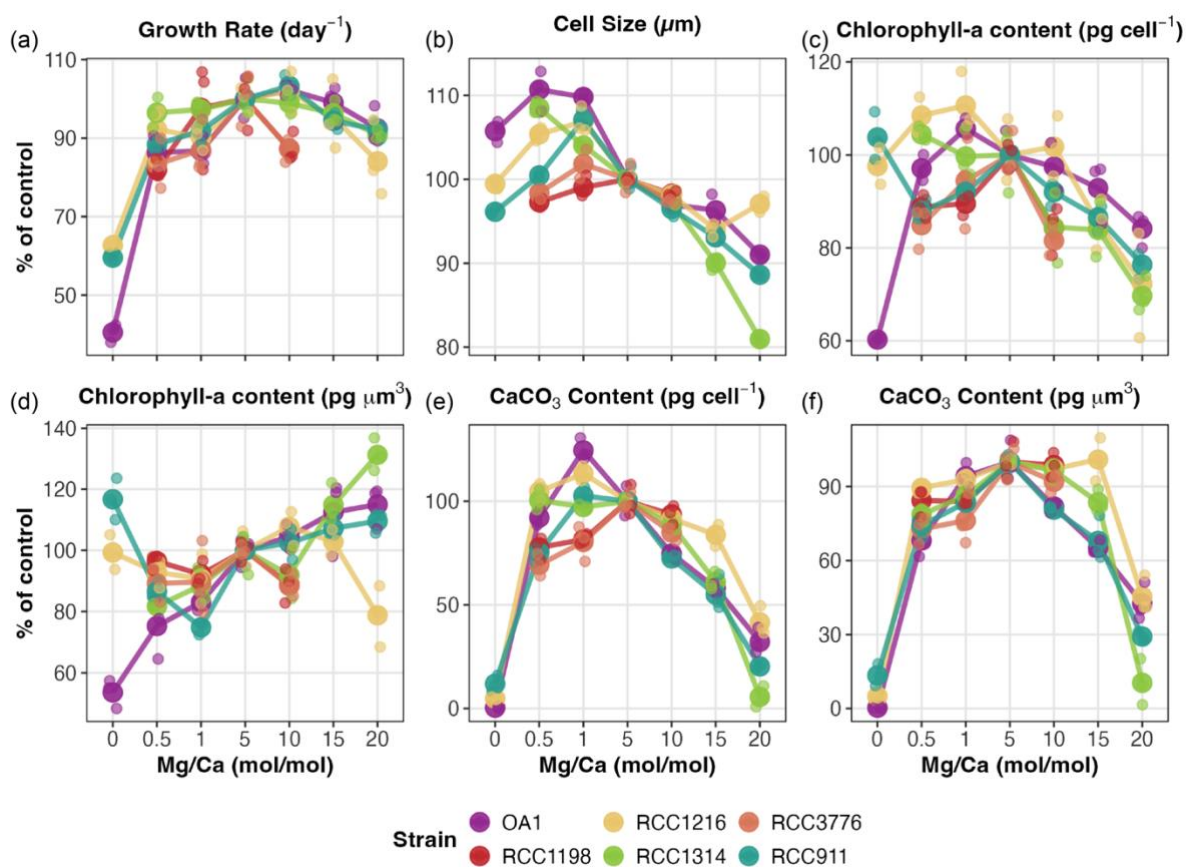 (a) Growth Rate (day⁻¹)
(b) Cell Size (µm)
(c) Chlorophyll-a content (pg cell⁻¹)
% of control
110
90
70
50
110
100
90
80
120
100
80
60
(d) Chlorophyll-a content (pg μm³)
(e) CaCO₃ Content (pg cell⁻¹)
(f) CaCO₃ Content (pg μm³)
% of control
140
120
100
80
60
100
50
0
90
60
30
0
0 0.5 1 5 10 15 20
0 0.5 1 5 10 15 20
0 0.5 1 5 10 15 20
Mg/Ca (mol/mol)
Mg/Ca (mol/mol)
Mg/Ca (mol/mol)
Strain
OA1 RCC1216 RCC3776
RCC1198 RCC1314 RCC911